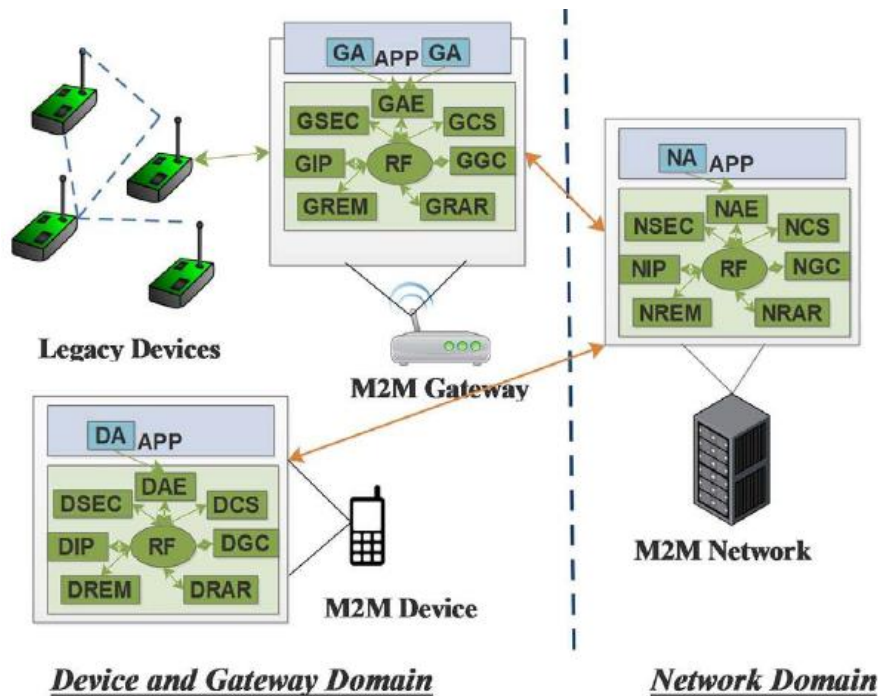 GA APP GA
GAE
GSEC GCS
GIP RF GGC
GREM GRAR
Legacy Devices
M2M Gateway
NA APP
NAE
NSEC NCS
NIP RF NGC
NREM NRAR
M2M Network
DA APP
DAE
DSEC DCS
DIP RF DGC
DREM DRAR
M2M Device
Device and Gateway Domain
Network Domain